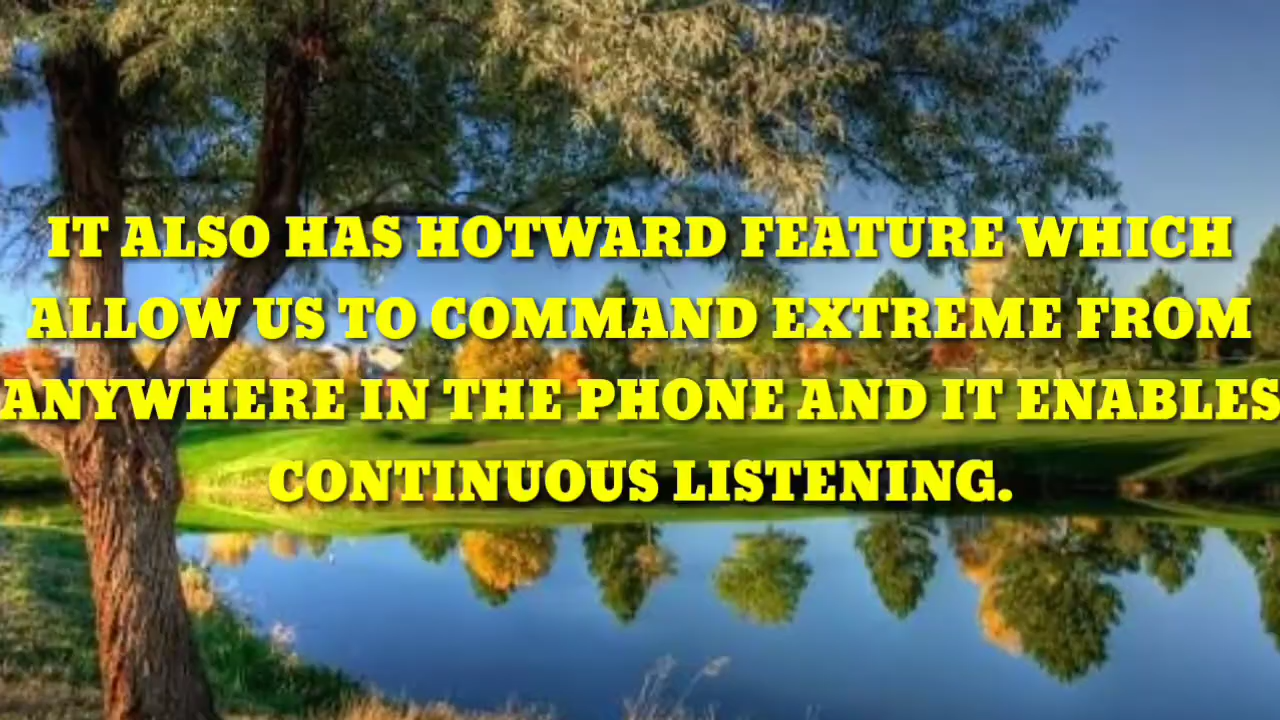 IT ALSO HAS HOTWARD FEATURE WHICH
ALLOW US TO COMMAND EXTREME FROM
ANYWHERE IN THE PHONE AND IT ENABLES
CONTINUOUS LISTENING.